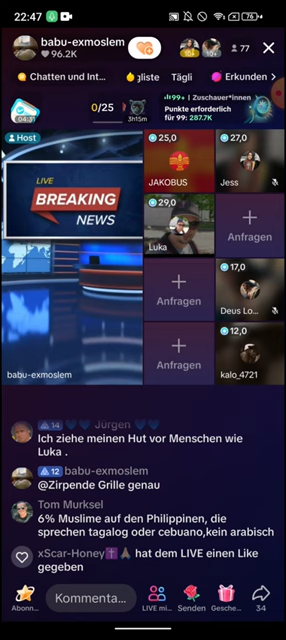 22:47
76
babu-exmoslem
96.2K
77
Chatten und Int...
gliste
Tägli
Erkunden
04:31
0/25
3h15m
99+ | Zuschauer*innen
Punkte erforderlich
für 99: 287.7K
Host
LIVE
BREAKING
NEWS
babu-exmoslem
25,0
JAKOBUS
27,0
Jess
29,0
Luka
Anfragen
Anfragen
17,0
Deus Lo...
Anfragen
12,0
kalo_4721
14 💙💙 Jürgen 💙💙
Ich ziehe meinen Hut vor Menschen wie
Luka .
12 babu-exmoslem
@Zirpende Grille genau
Tom Murksel
6% Muslime auf den Philippinen, die
sprechen tagalog oder cebuano,kein arabisch
xScar-Honey✝️🙏 hat dem LIVE einen Like
gegeben
Abonn...
Kommenta...
LIVE mi...
Senden
Gesche...
34